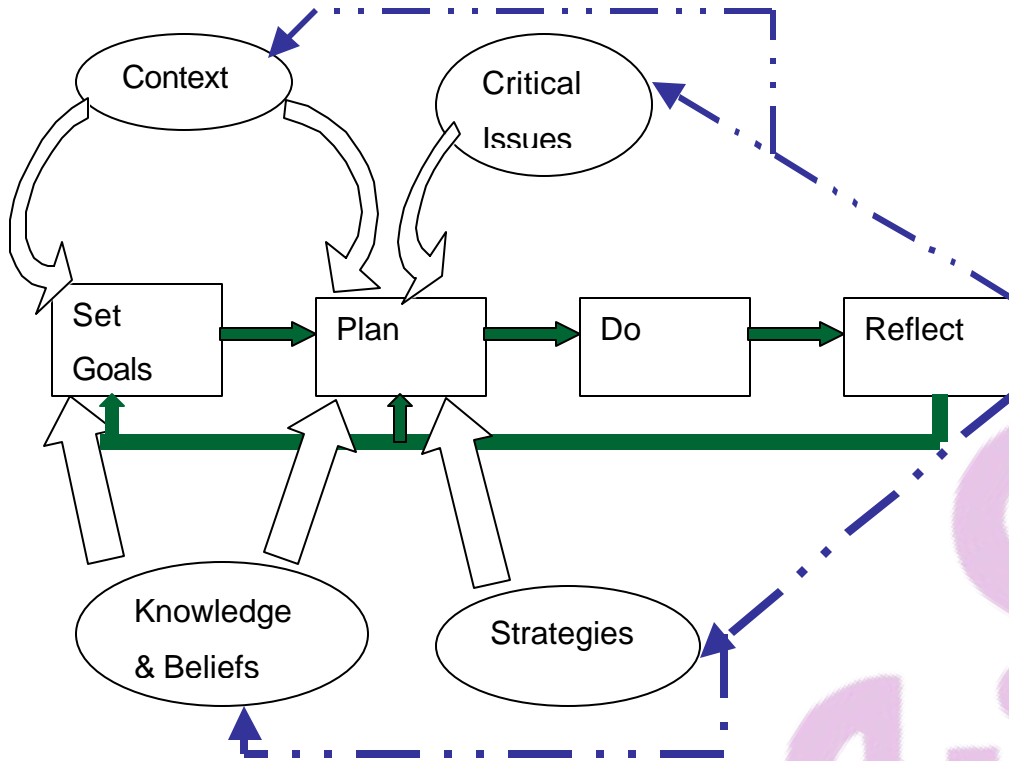 Context
Critical
Issues
Set
Goals
Plan
Do
Reflect
Knowledge
& Beliefs
Strategies